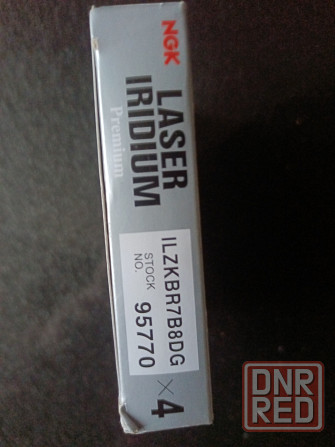 NGK
LASER
IRIDIUM
Premium
ILZKBR7B8DG
STOCK
NO. 95770
×4
DNR
RED